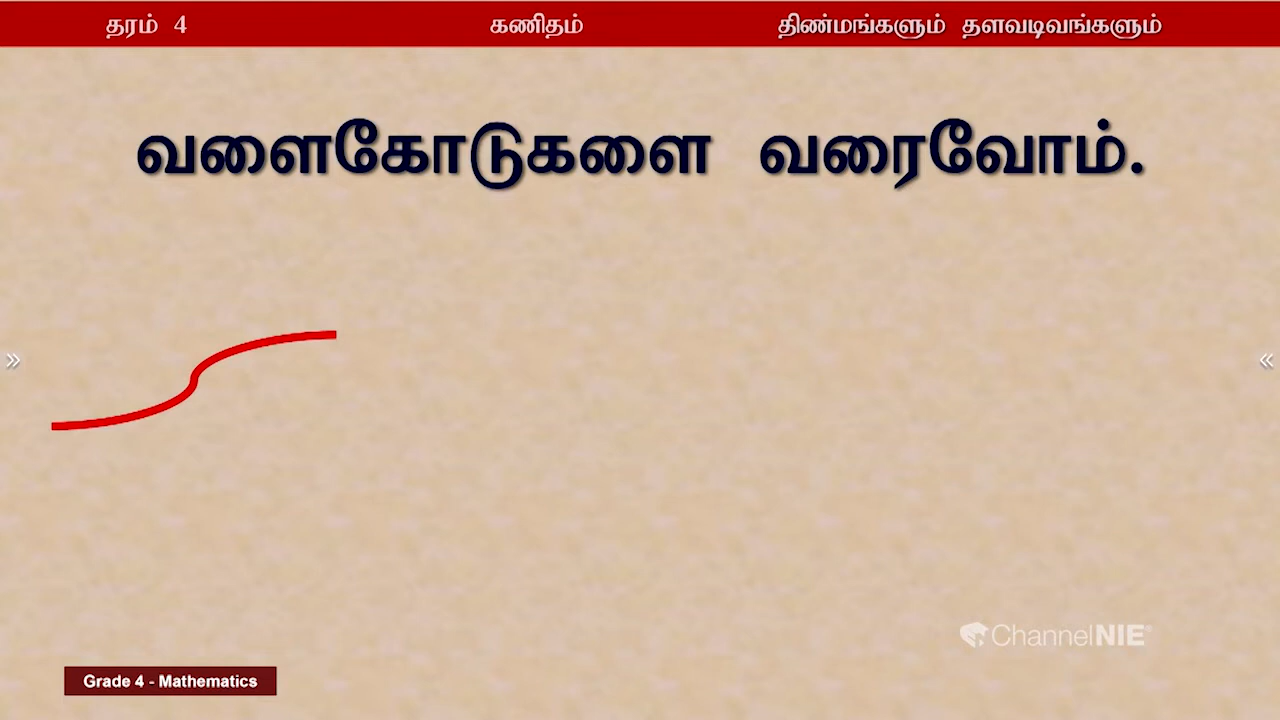 தரம் 4 கணிதம் திண்மங்களும் தளவடிவங்களும்
வளைகோடுகளை வரைவோம்.
ChannelNIE
Grade 4 - Mathematics